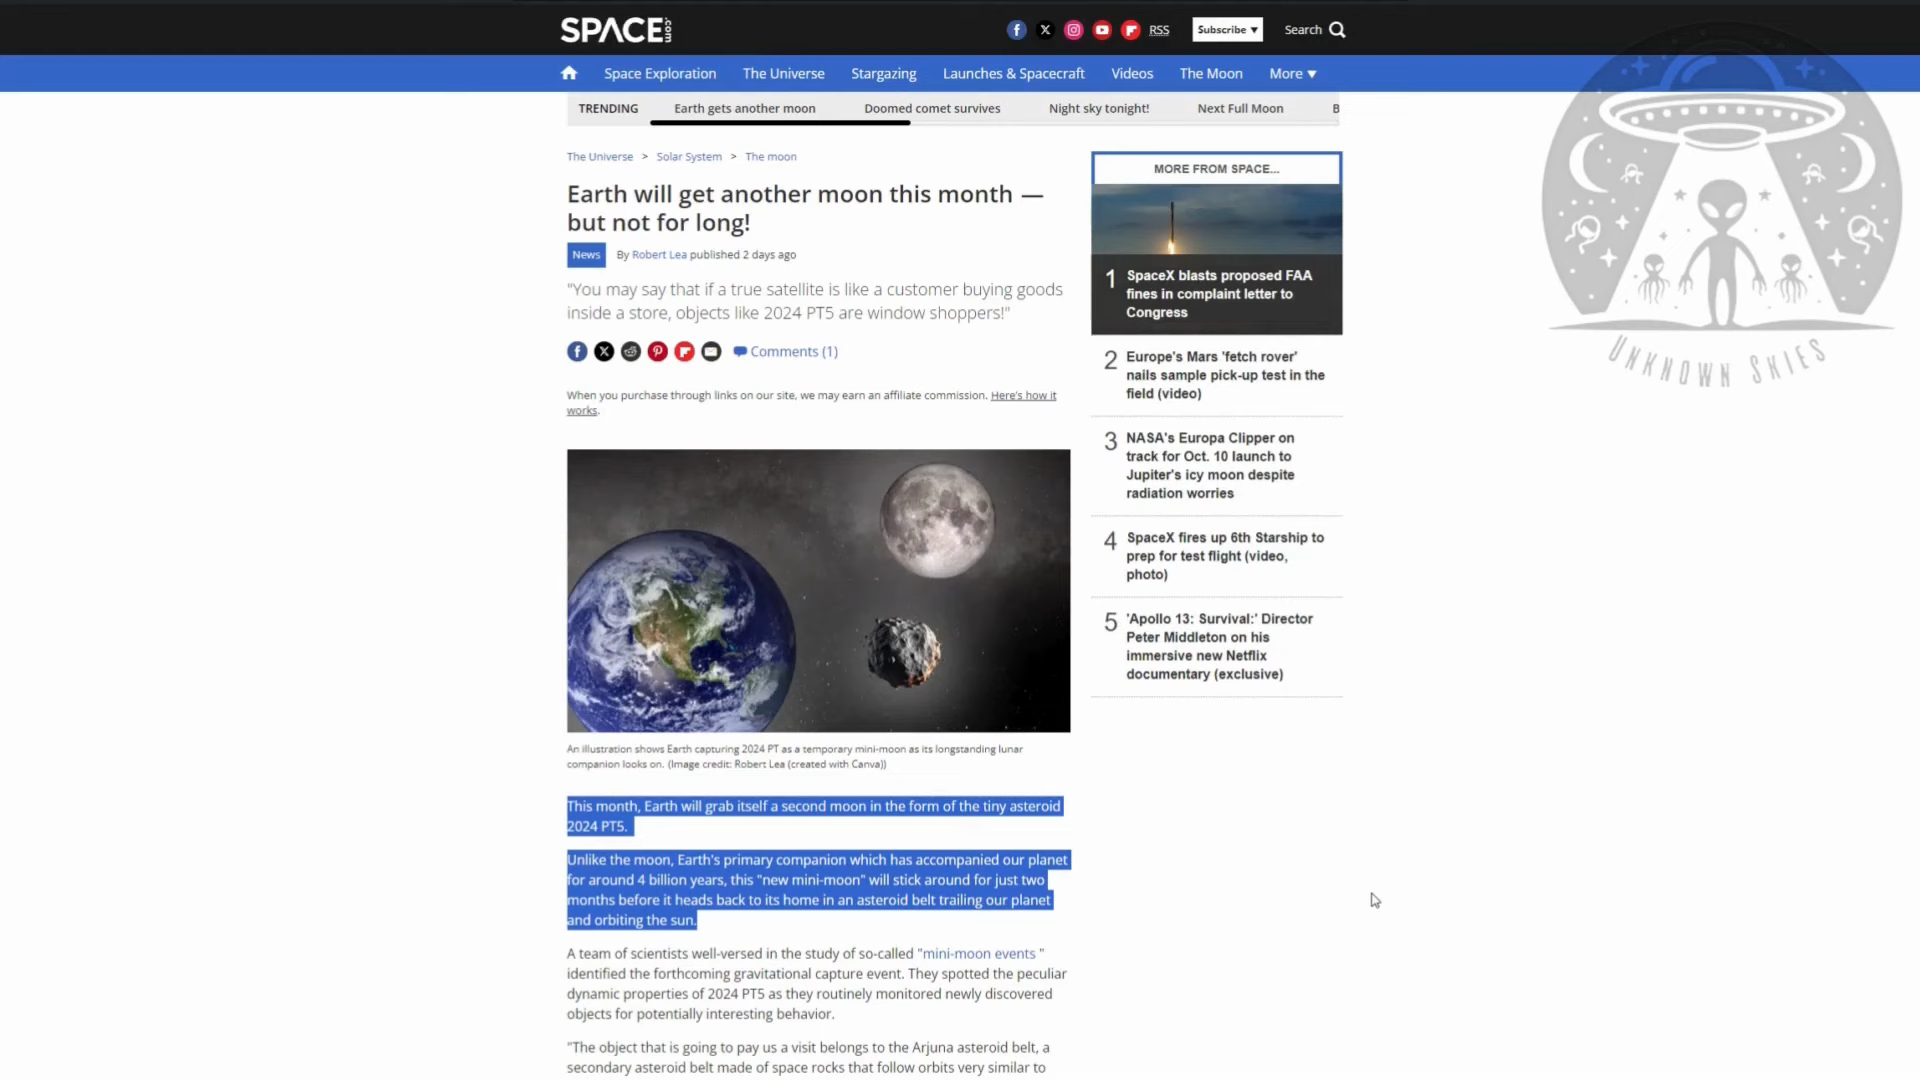 SPACE.com
RSS
Subscribe ▼
Search
Space Exploration
The Universe
Stargazing
Launches & Spacecraft
Videos
The Moon
More ▼
TRENDING
Earth gets another moon
Doomed comet survives
Night sky tonight!
Next Full Moon
B
The Universe > Solar System > The moon
Earth will get another moon this month —
but not for long!
News
By Robert Lea published 2 days ago
"You may say that if a true satellite is like a customer buying goods
inside a store, objects like 2024 PT5 are window shoppers!"
Comments (1)
When you purchase through links on our site, we may earn an affiliate commission. Here's how it
works.
An illustration shows Earth capturing 2024 PT as a temporary mini-moon as its longstanding lunar
companion looks on. (Image credit: Robert Lea (created with Canva))
This month, Earth will grab itself a second moon in the form of the tiny asteroid
2024 PT5.
Unlike the moon, Earth's primary companion which has accompanied our planet
for around 4 billion years, this "new mini-moon" will stick around for just two
months before it heads back to its home in an asteroid belt trailing our planet
and orbiting the sun.
A team of scientists well-versed in the study of so-called "mini-moon events "
identified the forthcoming gravitational capture event. They spotted the peculiar
dynamic properties of 2024 PT5 as they routinely monitored newly discovered
objects for potentially interesting behavior.
"The object that is going to pay us a visit belongs to the Arjuna asteroid belt, a
secondary asteroid belt made of space rocks that follow orbits very similar to
MORE FROM SPACE...
1
SpaceX blasts proposed FAA
fines in complaint letter to
Congress
2
Europe's Mars 'fetch rover'
nails sample pick-up test in the
field (video)
3
NASA's Europa Clipper on
track for Oct. 10 launch to
Jupiter's icy moon despite
radiation worries
4
SpaceX fires up 6th Starship to
prep for test flight (video,
photo)
5
'Apollo 13: Survival:' Director
Peter Middleton on his
immersive new Netflix
documentary (exclusive)
UNKNOWN SKIES